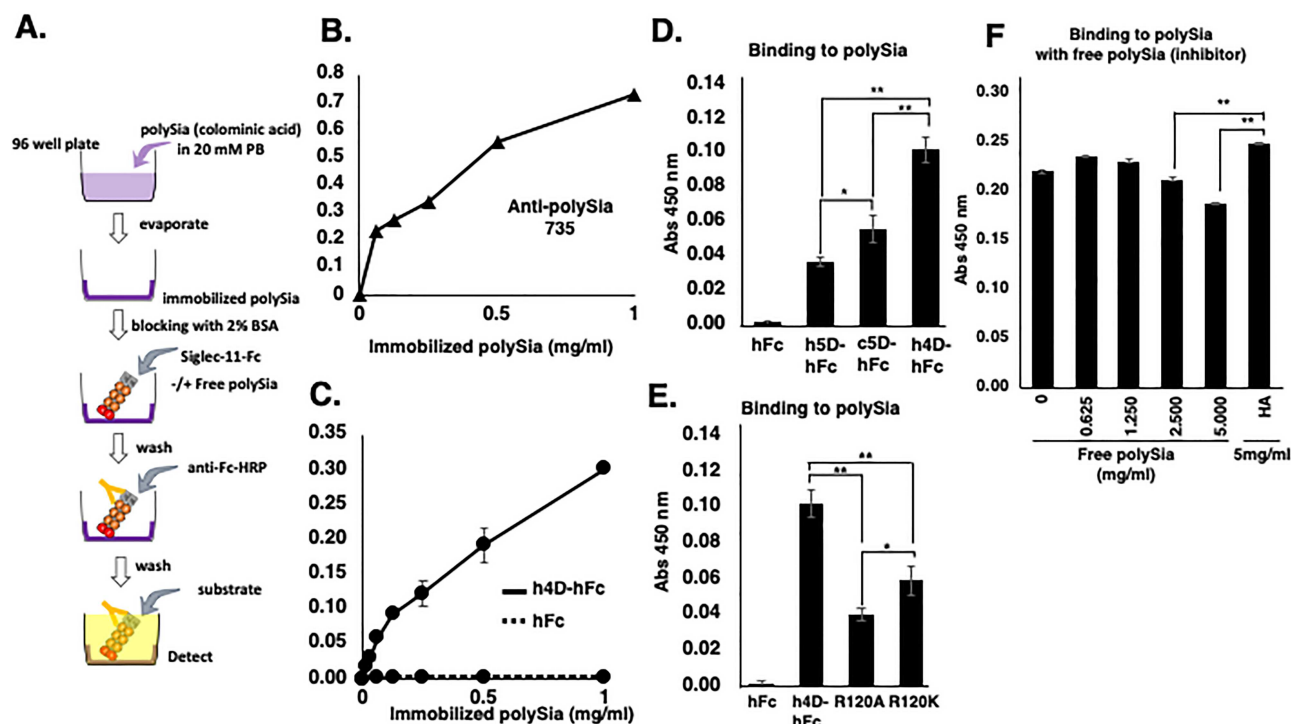 A.
96 well plate
polySia (colominic acid)
in 20 mM PB
evaporate
immobilized polySia
blocking with 2% BSA
Siglec-11-Fc
-/+ Free polySia
wash
anti-Fc-HRP
wash
substrate
Detect
B.
0.8
0.7
0.6
0.5
0.4
0.3
0.2
0.1
0
0 0.5 1
Anti-polySia
735
Immobilized polySia (mg/ml)
C.
0.35
0.30
0.25
0.20
0.15
0.10
0.05
0.00
0 0.5 1
h4D-hFc
hFc
Immobilized polySia (mg/ml)
D.
Binding to polySia
Abs 450 nm
0.14
0.12
0.10
0.08
0.06
0.04
0.02
0.00
**
**
*
hFc h5D- c5D- h4D-
hFc hFc hFc
E.
Binding to polySia
Abs 450 nm
0.14
0.12
0.10
0.08
0.06
0.04
0.02
0.00
**
**
*
hFc h4D- R120A R120K
hFc
F
Binding to polySia
with free polySia (inhibitor)
Abs 450 nm
0.30
0.25
0.20
0.15
0.10
0.05
0.00
**
**
0 0.625 1.250 2.500 5.000 HA
Free polySia 5mg/ml
(mg/ml)